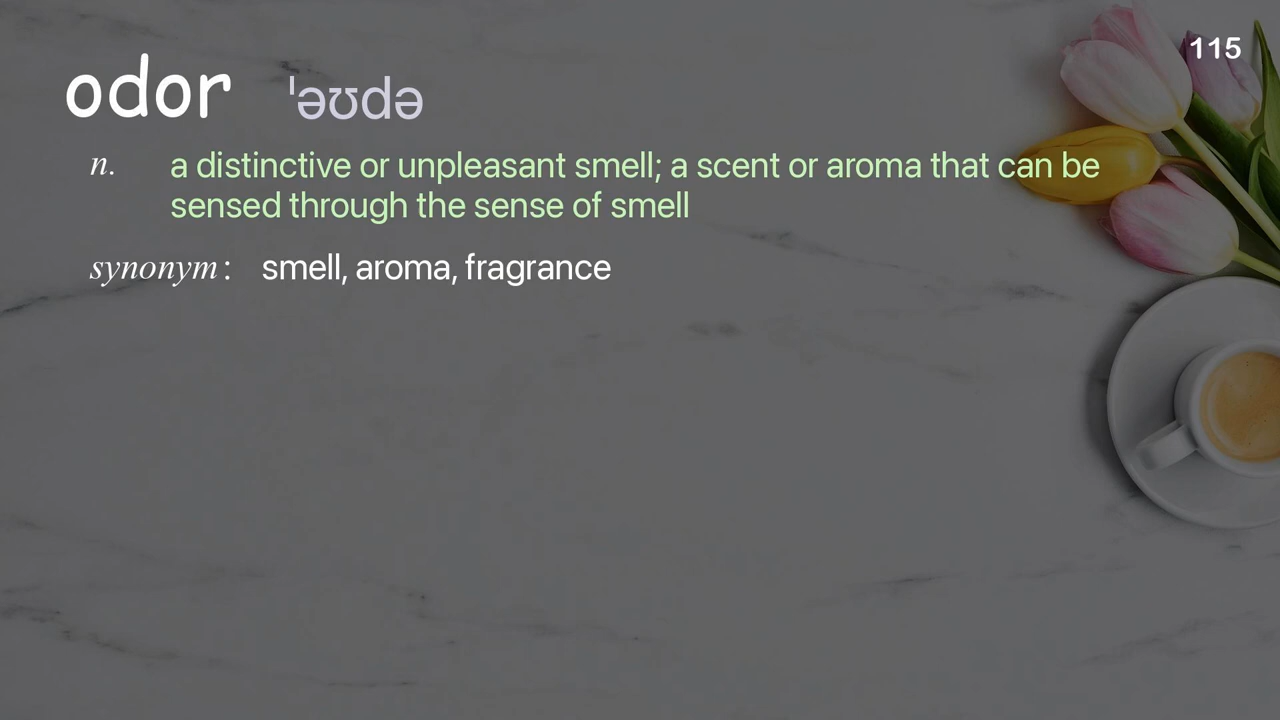 115
odor ˈəʊdə
n. a distinctive or unpleasant smell; a scent or aroma that can be
sensed through the sense of smell
synonym: smell, aroma, fragrance